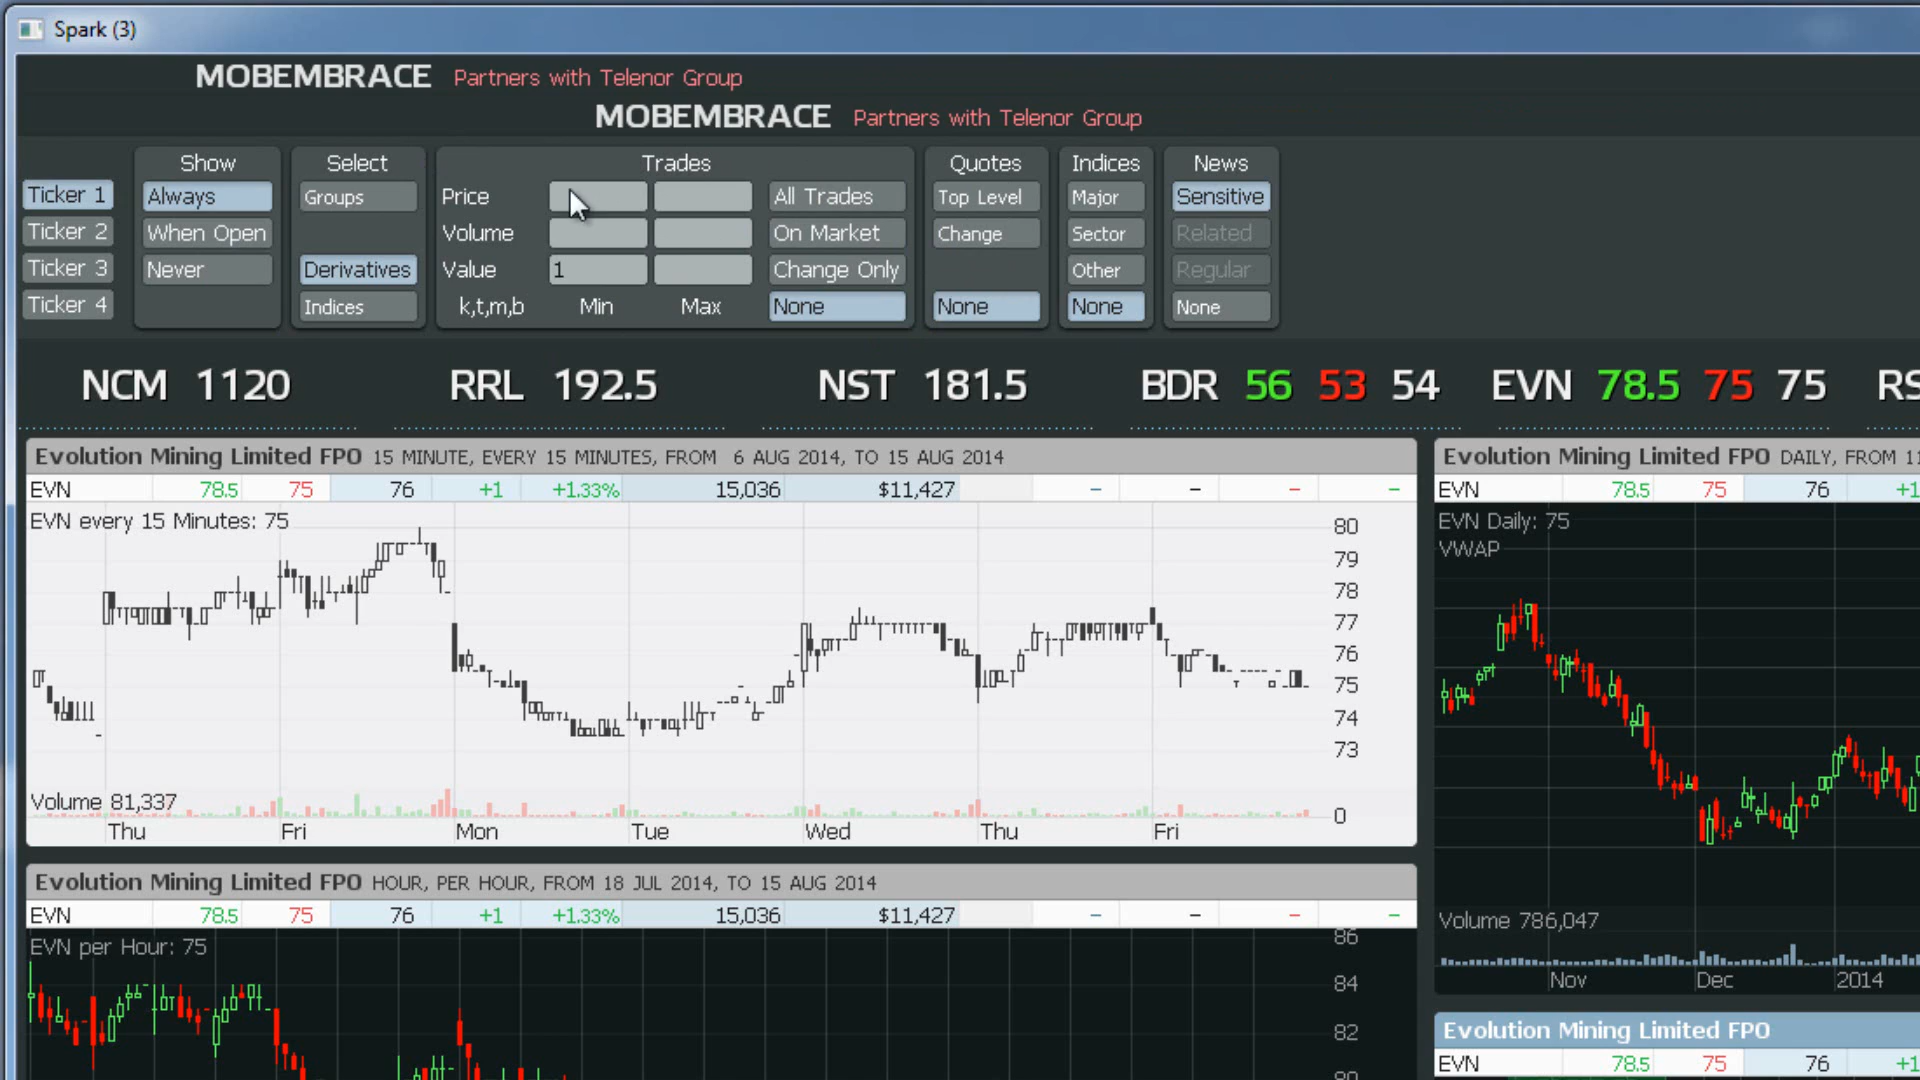 Spark (3)
MOBEMBRACE Partners with Telenor Group
MOBEMBRACE Partners with Telenor Group
Show Select Trades Quotes Indices News
Ticker 1 Always Groups Price All Trades Top Level Major Sensitive
Ticker 2 When Open Volume On Market Change Sector Related
Ticker 3 Never Derivatives Value 1 Change Only Other Regular
Ticker 4 Indices k,t,m,b Min Max None None None None
NCM 1120 RRL 192.5 NST 181.5 BDR 56 53 54 EVN 78.5 75 75 RS
Evolution Mining Limited FPO 15 MINUTE, EVERY 15 MINUTES, FROM 6 AUG 2014, TO 15 AUG 2014
EVN 78.5 75 76 +1 +1.33% 15,036 $11,427 – – – –
EVN every 15 Minutes: 75
80
79
78
77
76
75
74
73
Volume 81,337
0
Thu Fri Mon Tue Wed Thu Fri
Evolution Mining Limited FPO HOUR, PER HOUR, FROM 18 JUL 2014, TO 15 AUG 2014
EVN 78.5 75 76 +1 +1.33% 15,036 $11,427 – – – –
EVN per Hour: 75
86
84
82
80
Evolution Mining Limited FPO DAILY, FROM 11
EVN 78.5 75 76 +1
EVN Daily: 75
VWAP
Volume 786,047
Nov Dec 2014
Evolution Mining Limited FPO
EVN 78.5 75 76 +1